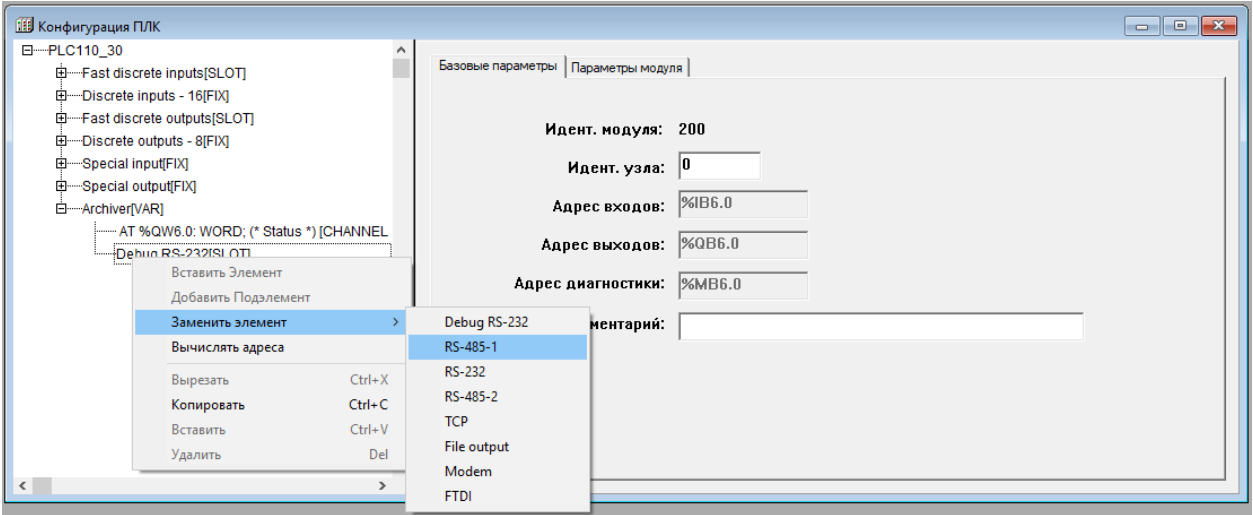 Конфигурация ПЛК
PLC110_30
Fast discrete inputs[SLOT]
Discrete inputs - 16[FIX]
Fast discrete outputs[SLOT]
Discrete outputs - 8[FIX]
Special input[FIX]
Special output[FIX]
Archiver[VAR]
AT %QW6.0: WORD; (* Status *) [CHANNEL
Debug RS-232[SLOT]
Вставить Элемент
Добавить Подэлемент
Заменить элемент
Вычислять адреса
Вырезать Ctrl+X
Копировать Ctrl+C
Вставить Ctrl+V
Удалить Del
Debug RS-232
RS-485-1
RS-232
RS-485-2
TCP
File output
Modem
FTDI
Базовые параметры Параметры модуля
Идент. модуля: 200
Идент. узла: 0
Адрес входов: %IB6.0
Адрес выходов: %QB6.0
Адрес диагностики: %MB6.0
ментарий: